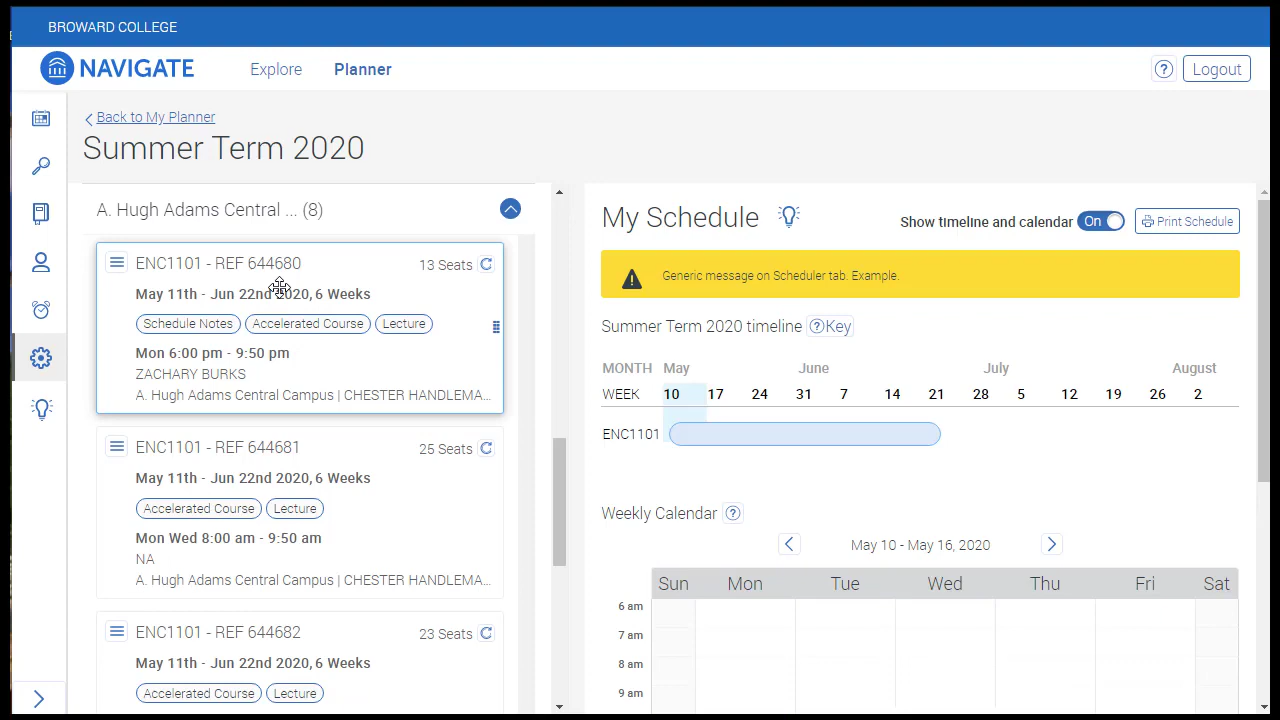 BROWARD COLLEGE
NAVIGATE
Explore
Planner
?
Logout
Back to My Planner
Summer Term 2020
A. Hugh Adams Central ... (8)
ENC1101 - REF 644680
13 Seats
May 11th - Jun 22nd 2020, 6 Weeks
Schedule Notes
Accelerated Course
Lecture
Mon 6:00 pm - 9:50 pm
ZACHARY BURKS
A. Hugh Adams Central Campus | CHESTER HANDLEMA...
ENC1101 - REF 644681
25 Seats
May 11th - Jun 22nd 2020, 6 Weeks
Accelerated Course
Lecture
Mon Wed 8:00 am - 9:50 am
NA
A. Hugh Adams Central Campus | CHESTER HANDLEMA...
ENC1101 - REF 644682
23 Seats
May 11th - Jun 22nd 2020, 6 Weeks
Accelerated Course
Lecture
My Schedule
Show timeline and calendar On
Print Schedule
Generic message on Scheduler tab. Example.
Summer Term 2020 timeline ? Key
MONTH May June July August
WEEK 10 17 24 31 7 14 21 28 5 12 19 26 2
ENC1101
Weekly Calendar ?
May 10 - May 16, 2020
Sun Mon Tue Wed Thu Fri Sat
6 am
7 am
8 am
9 am